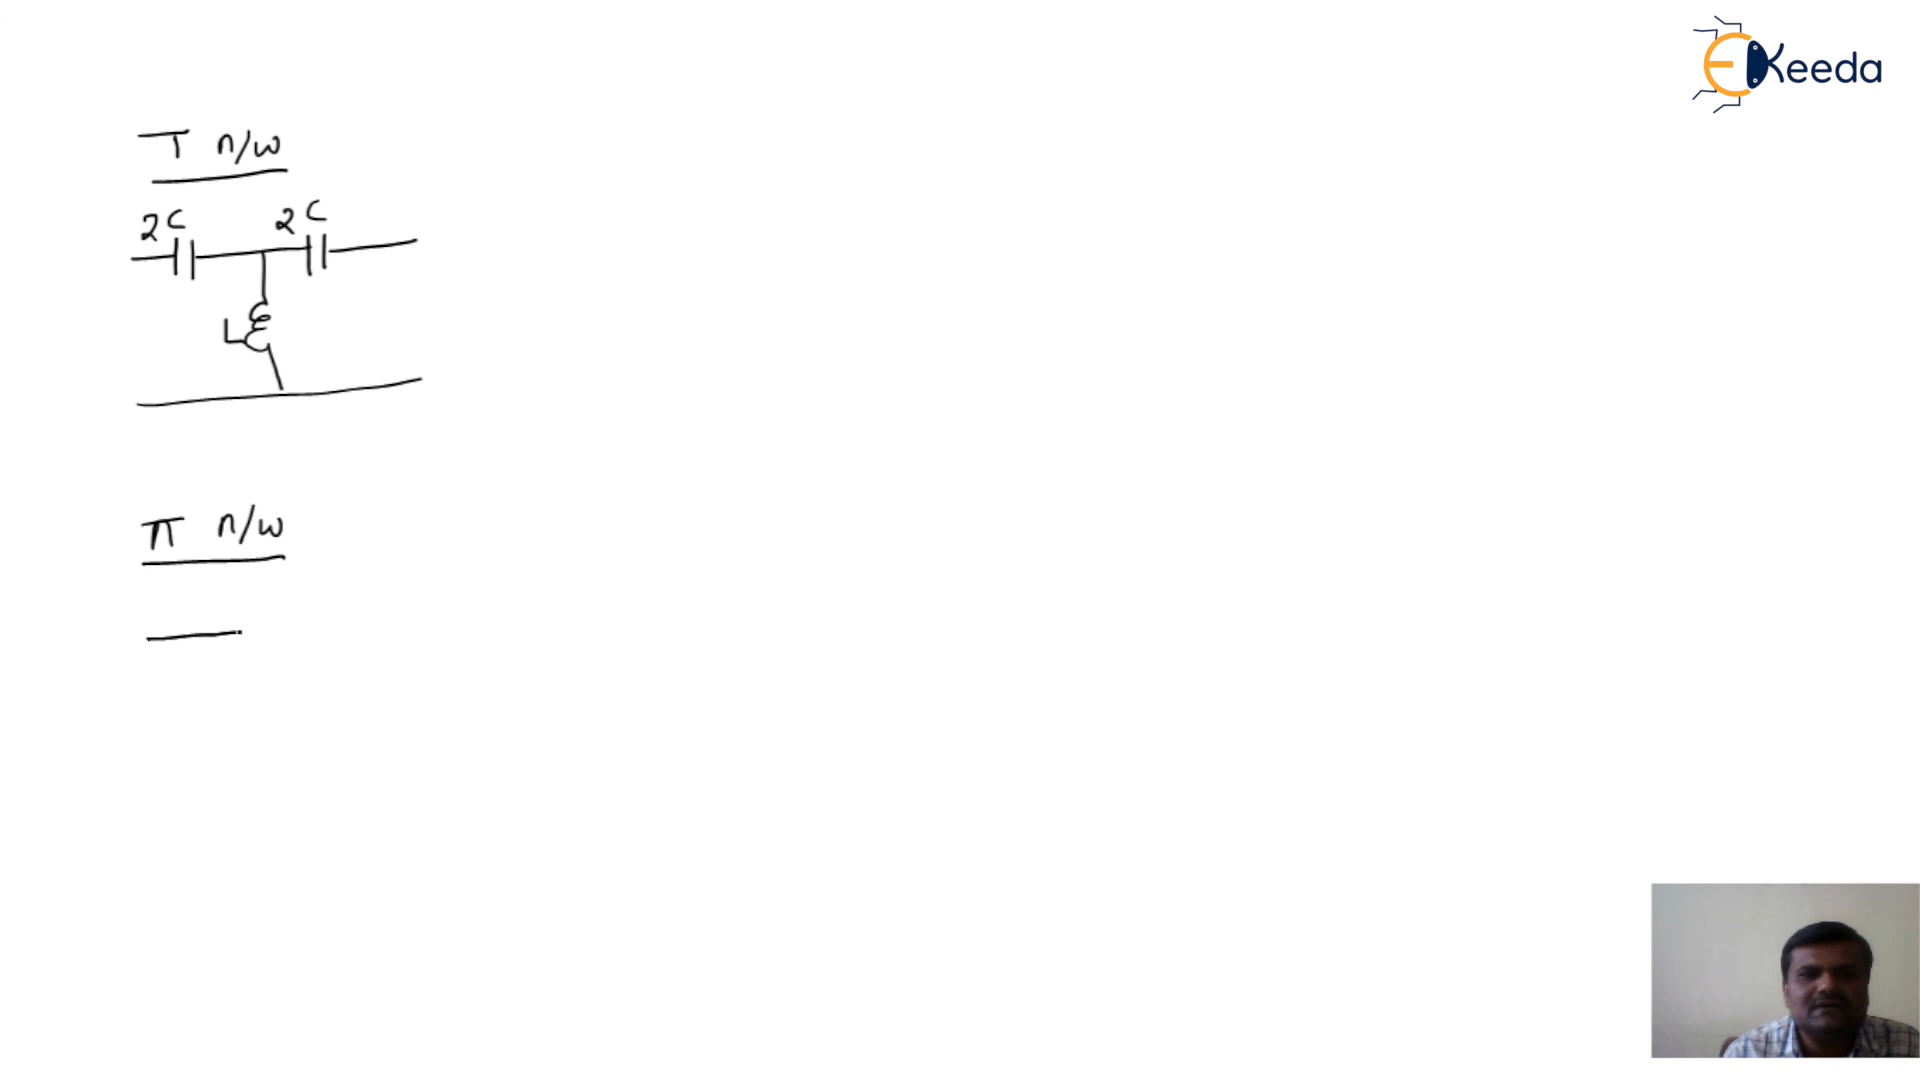 EKeeda
T n/w
2C 2C
L
π n/w